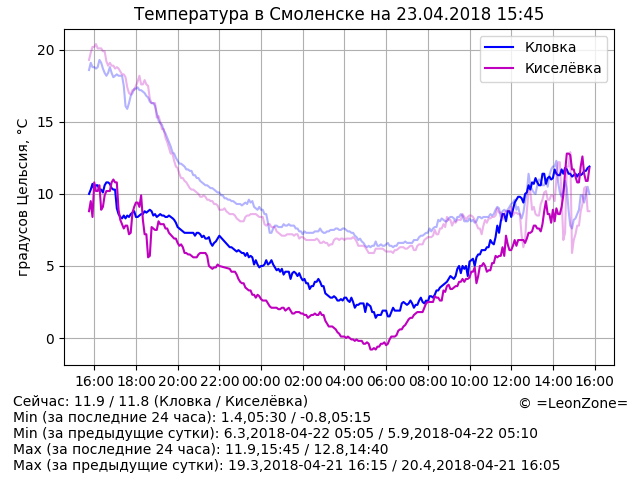 Температура в Смоленске на 23.04.2018 15:45
20
15
10
5
0
градусов Цельсия, °C
Кловка
Киселёвка
16:00 18:00 20:00 22:00 00:00 02:00 04:00 06:00 08:00 10:00 12:00 14:00 16:00
Сейчас: 11.9 / 11.8 (Кловка / Киселёвка)
© =LeonZone=
Min (за последние 24 часа): 1.4,05:30 / -0.8,05:15
Min (за предыдущие сутки): 6.3,2018-04-22 05:05 / 5.9,2018-04-22 05:10
Max (за последние 24 часа): 11.9,15:45 / 12.8,14:40
Max (за предыдущие сутки): 19.3,2018-04-21 16:15 / 20.4,2018-04-21 16:05